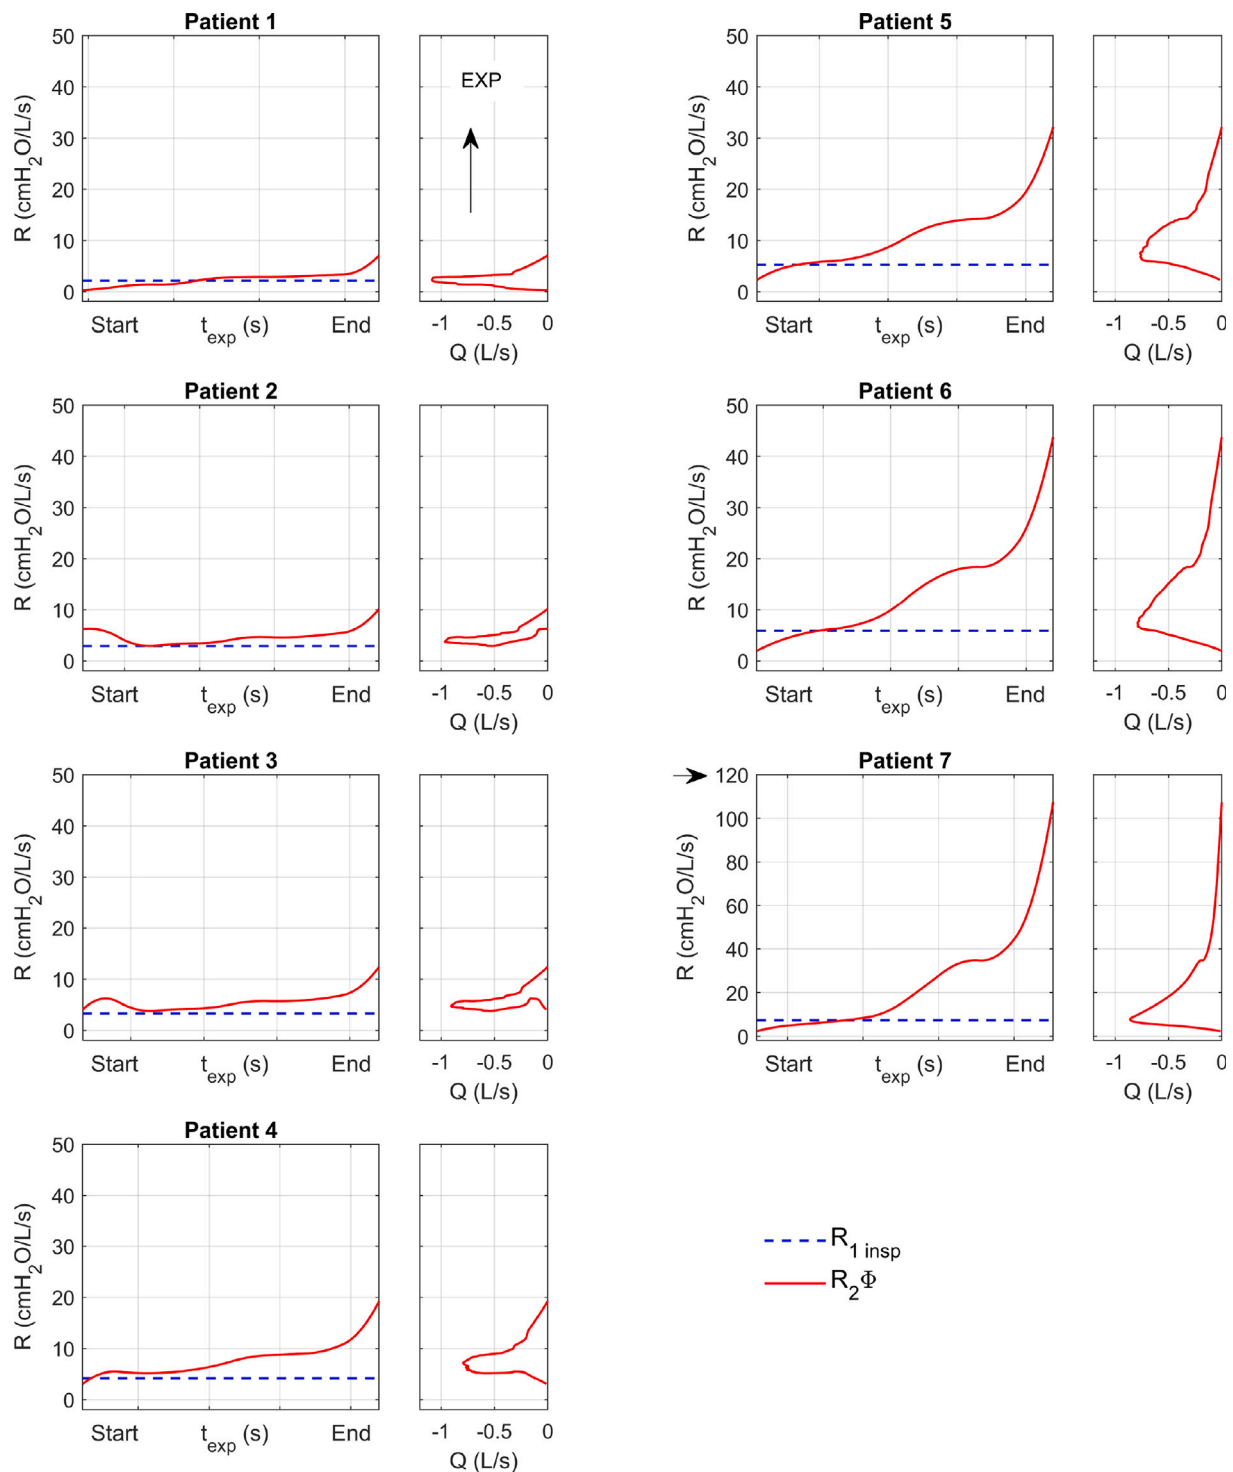 Patient 1
50
40
30
20
10
0
R (cmH2O/L/s)
Start texp (s) End
EXP
-1 -0.5 0
Q (L/s)
Patient 5
50
40
30
20
10
0
R (cmH2O/L/s)
Start texp (s) End
-1 -0.5 0
Q (L/s)
Patient 2
50
40
30
20
10
0
R (cmH2O/L/s)
Start texp (s) End
-1 -0.5 0
Q (L/s)
Patient 6
50
40
30
20
10
0
R (cmH2O/L/s)
Start texp (s) End
-1 -0.5 0
Q (L/s)
Patient 3
50
40
30
20
10
0
R (cmH2O/L/s)
Start texp (s) End
-1 -0.5 0
Q (L/s)
Patient 7
120
100
80
60
40
20
0
R (cmH2O/L/s)
Start texp (s) End
-1 -0.5 0
Q (L/s)
Patient 4
50
40
30
20
10
0
R (cmH2O/L/s)
Start texp (s) End
-1 -0.5 0
Q (L/s)
R1 insp
R2Φ